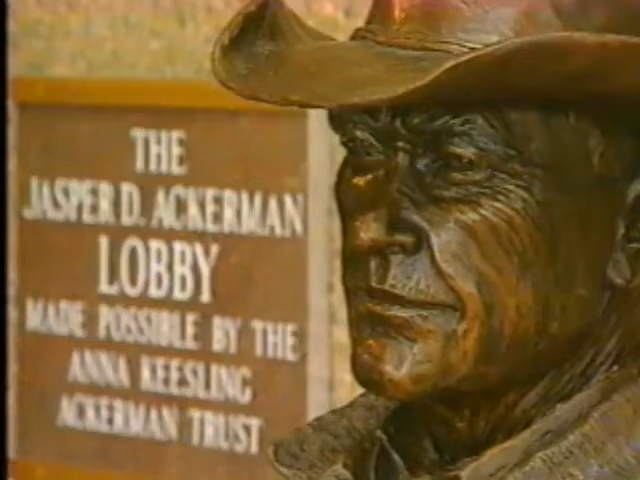 THE
JASPER D. ACKERMAN
LOBBY
MADE POSSIBLE BY THE
ANNA KEESLING
ACKERMAN TRUST